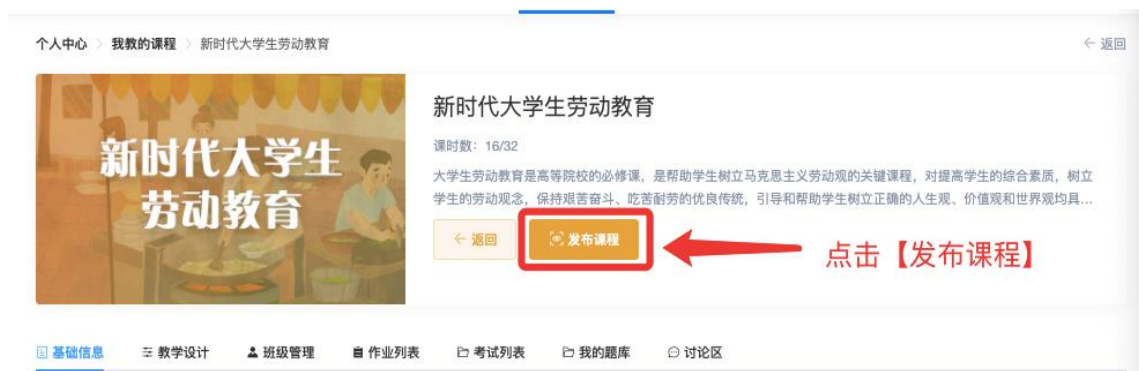 个人中心 > 我教的课程 > 新时代大学生劳动教育
← 返回
新时代大学生
劳动教育
新时代大学生劳动教育
课时数：16/32
大学生劳动教育是高等院校的必修课，是帮助学生树立马克思主义劳动观的关键课程，对提高学生的综合素质，树立
学生的劳动观念，保持艰苦奋斗、吃苦耐劳的优良传统，引导和帮助学生树立正确的人生观、价值观和世界观均具...
← 返回
发布课程
点击【发布课程】
基础信息 教学设计 班级管理 作业列表 考试列表 我的题库 讨论区